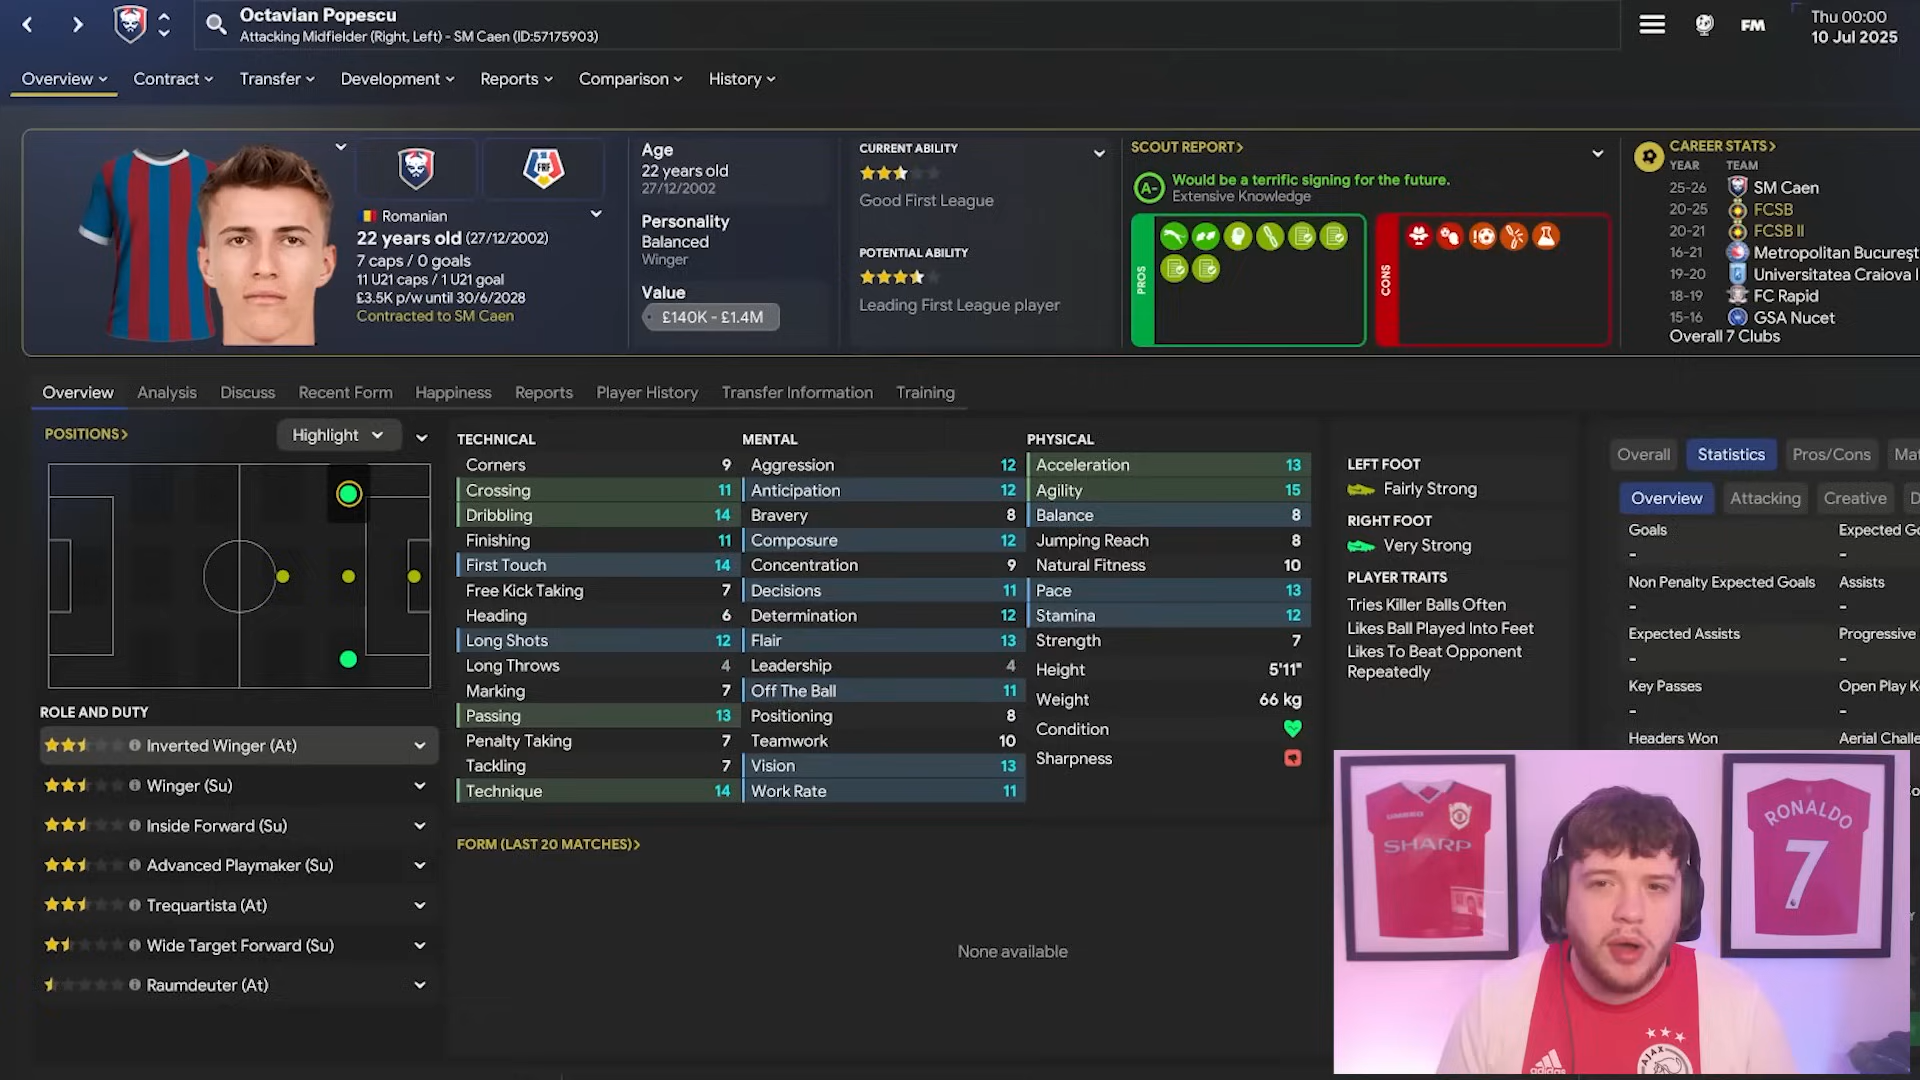 Octavian Popescu
Attacking Midfielder (Right, Left) - SM Caen (ID:57175903)
FM
Thu 00:00
10 Jul 2025
Overview
Contract
Transfer
Development
Reports
Comparison
History
Romanian
22 years old (27/12/2002)
7 caps / 0 goals
11 U21 caps / 1 U21 goal
£3.5K p/w until 30/6/2028
Contracted to SM Caen
Age
22 years old
27/12/2002
Personality
Balanced
Winger
Value
£140K - £1.4M
CURRENT ABILITY
Good First League
POTENTIAL ABILITY
Leading First League player
SCOUT REPORT>
A-
Would be a terrific signing for the future.
Extensive Knowledge
PROS
CONS
CAREER STATS>
YEAR TEAM
25-26 SM Caen
20-25 FCSB
20-21 FCSB II
16-21 Metropolitan Bucureşt
19-20 Universitatea Craiova I
18-19 FC Rapid
15-16 GSA Nucet
Overall 7 Clubs
Overview
Analysis
Discuss
Recent Form
Happiness
Reports
Player History
Transfer Information
Training
POSITIONS>
Highlight
ROLE AND DUTY
Inverted Winger (At)
Winger (Su)
Inside Forward (Su)
Advanced Playmaker (Su)
Trequartista (At)
Wide Target Forward (Su)
Raumdeuter (At)
TECHNICAL
Corners 9
Crossing 11
Dribbling 14
Finishing 11
First Touch 14
Free Kick Taking 7
Heading 6
Long Shots 12
Long Throws 4
Marking 7
Passing 13
Penalty Taking 7
Tackling 7
Technique 14
MENTAL
Aggression 12
Anticipation 12
Bravery 8
Composure 12
Concentration 9
Decisions 11
Determination 12
Flair 13
Leadership 4
Off The Ball 11
Positioning 8
Teamwork 10
Vision 13
Work Rate 11
PHYSICAL
Acceleration 13
Agility 15
Balance 8
Jumping Reach 8
Natural Fitness 10
Pace 13
Stamina 12
Strength 7
Height 5'11"
Weight 66 kg
Condition
Sharpness
LEFT FOOT
Fairly Strong
RIGHT FOOT
Very Strong
PLAYER TRAITS
Tries Killer Balls Often
Likes Ball Played Into Feet
Likes To Beat Opponent
Repeatedly
Overall
Statistics
Pros/Cons
Mat
Overview
Attacking
Creative
D
Goals
-
Expected Go
-
Non Penalty Expected Goals
-
Assists
-
Expected Assists
-
Progressive
-
Key Passes
-
Open Play K
-
Headers Won
Aerial Challe
FORM (LAST 20 MATCHES)>
None available
UMBRO
SHARP
RONALDO
7
adidas
AJAX